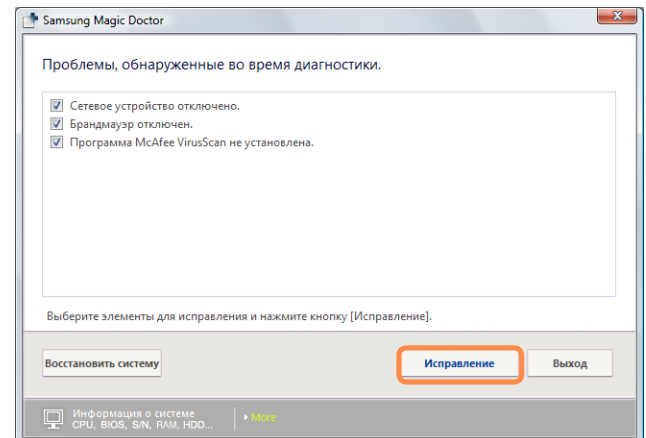 Samsung Magic Doctor
Проблемы, обнаруженные во время диагностики.
Сетевое устройство отключено.
Брандмауэр отключен.
Программа McAfee VirusScan не установлена.
Выберите элементы для исправления и нажмите кнопку [Исправление].
Восстановить систему
Исправление
Выход
Информация о системе
CPU, BIOS, S/N, RAM, HDD...
More